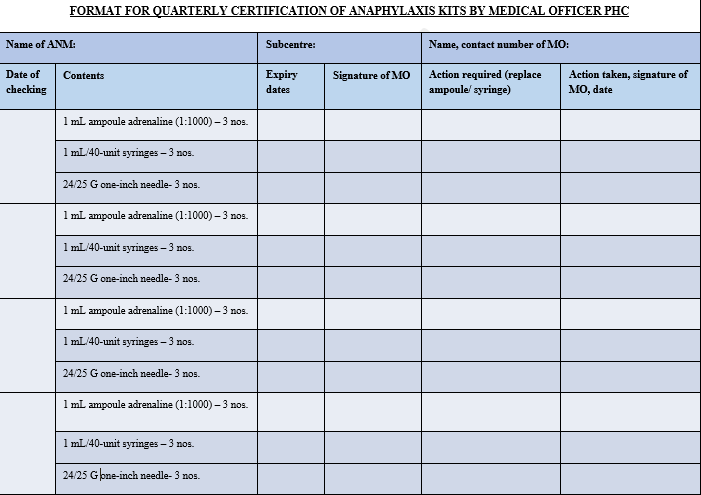 FORMAT FOR QUARTERLY CERTIFICATION OF ANAPHYLAXIS KITS BY MEDICAL OFFICER PHC
Name of ANM: Subcentre: Name, contact number of MO:
Date of checking Contents Expiry dates Signature of MO Action required (replace ampoule/ syringe) Action taken, signature of MO, date
1 mL ampoule adrenaline (1:1000) – 3 nos.
1 mL/40-unit syringes – 3 nos.
24/25 G one-inch needle- 3 nos.
1 mL ampoule adrenaline (1:1000) – 3 nos.
1 mL/40-unit syringes – 3 nos.
24/25 G one-inch needle- 3 nos.
1 mL ampoule adrenaline (1:1000) – 3 nos.
1 mL/40-unit syringes – 3 nos.
24/25 G one-inch needle- 3 nos.
1 mL ampoule adrenaline (1:1000) – 3 nos.
1 mL/40-unit syringes – 3 nos.
24/25 G one-inch needle- 3 nos.